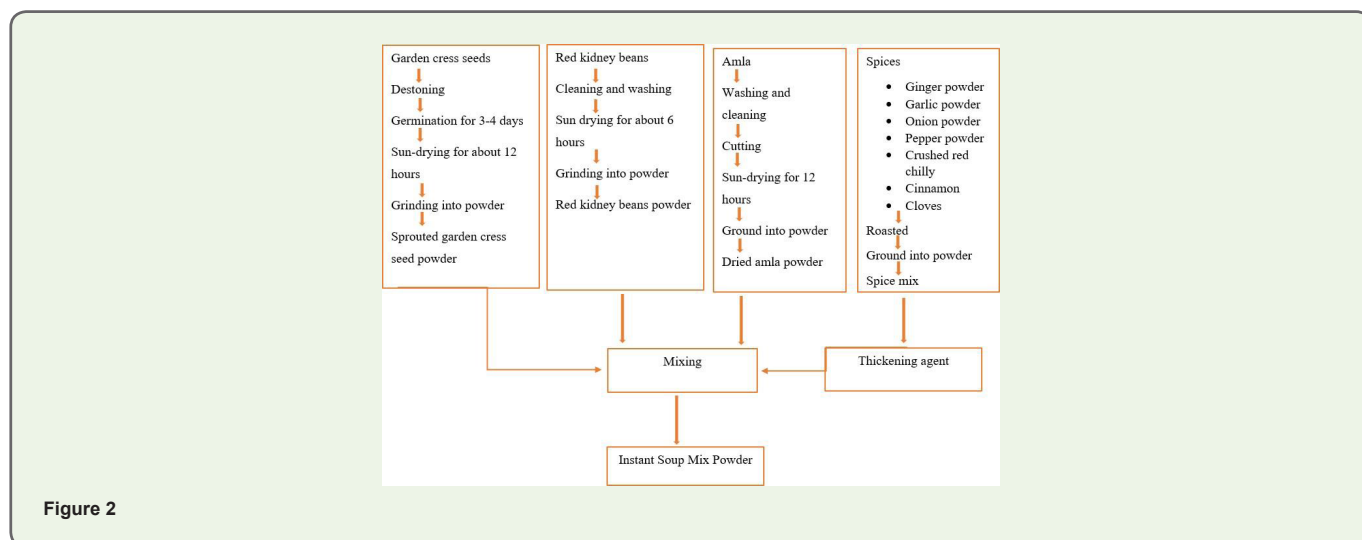 Garden cress seeds
Destoning
Germination for 3-4 days
Sun-drying for about 12
hours
Grinding into powder
Sprouted garden cress
seed powder
Red kidney beans
Cleaning and washing
Sun drying for about 6
hours
Grinding into powder
Red kidney beans powder
Amla
Washing and
cleaning
Cutting
Sun-drying for 12
hours
Ground into powder
Dried amla powder
Spices
• Ginger powder
• Garlic powder
• Onion powder
• Pepper powder
• Crushed red
chilly
• Cinnamon
• Cloves
Roasted
Ground into powder
Spice mix
Mixing
Thickening agent
Instant Soup Mix Powder
Figure 2